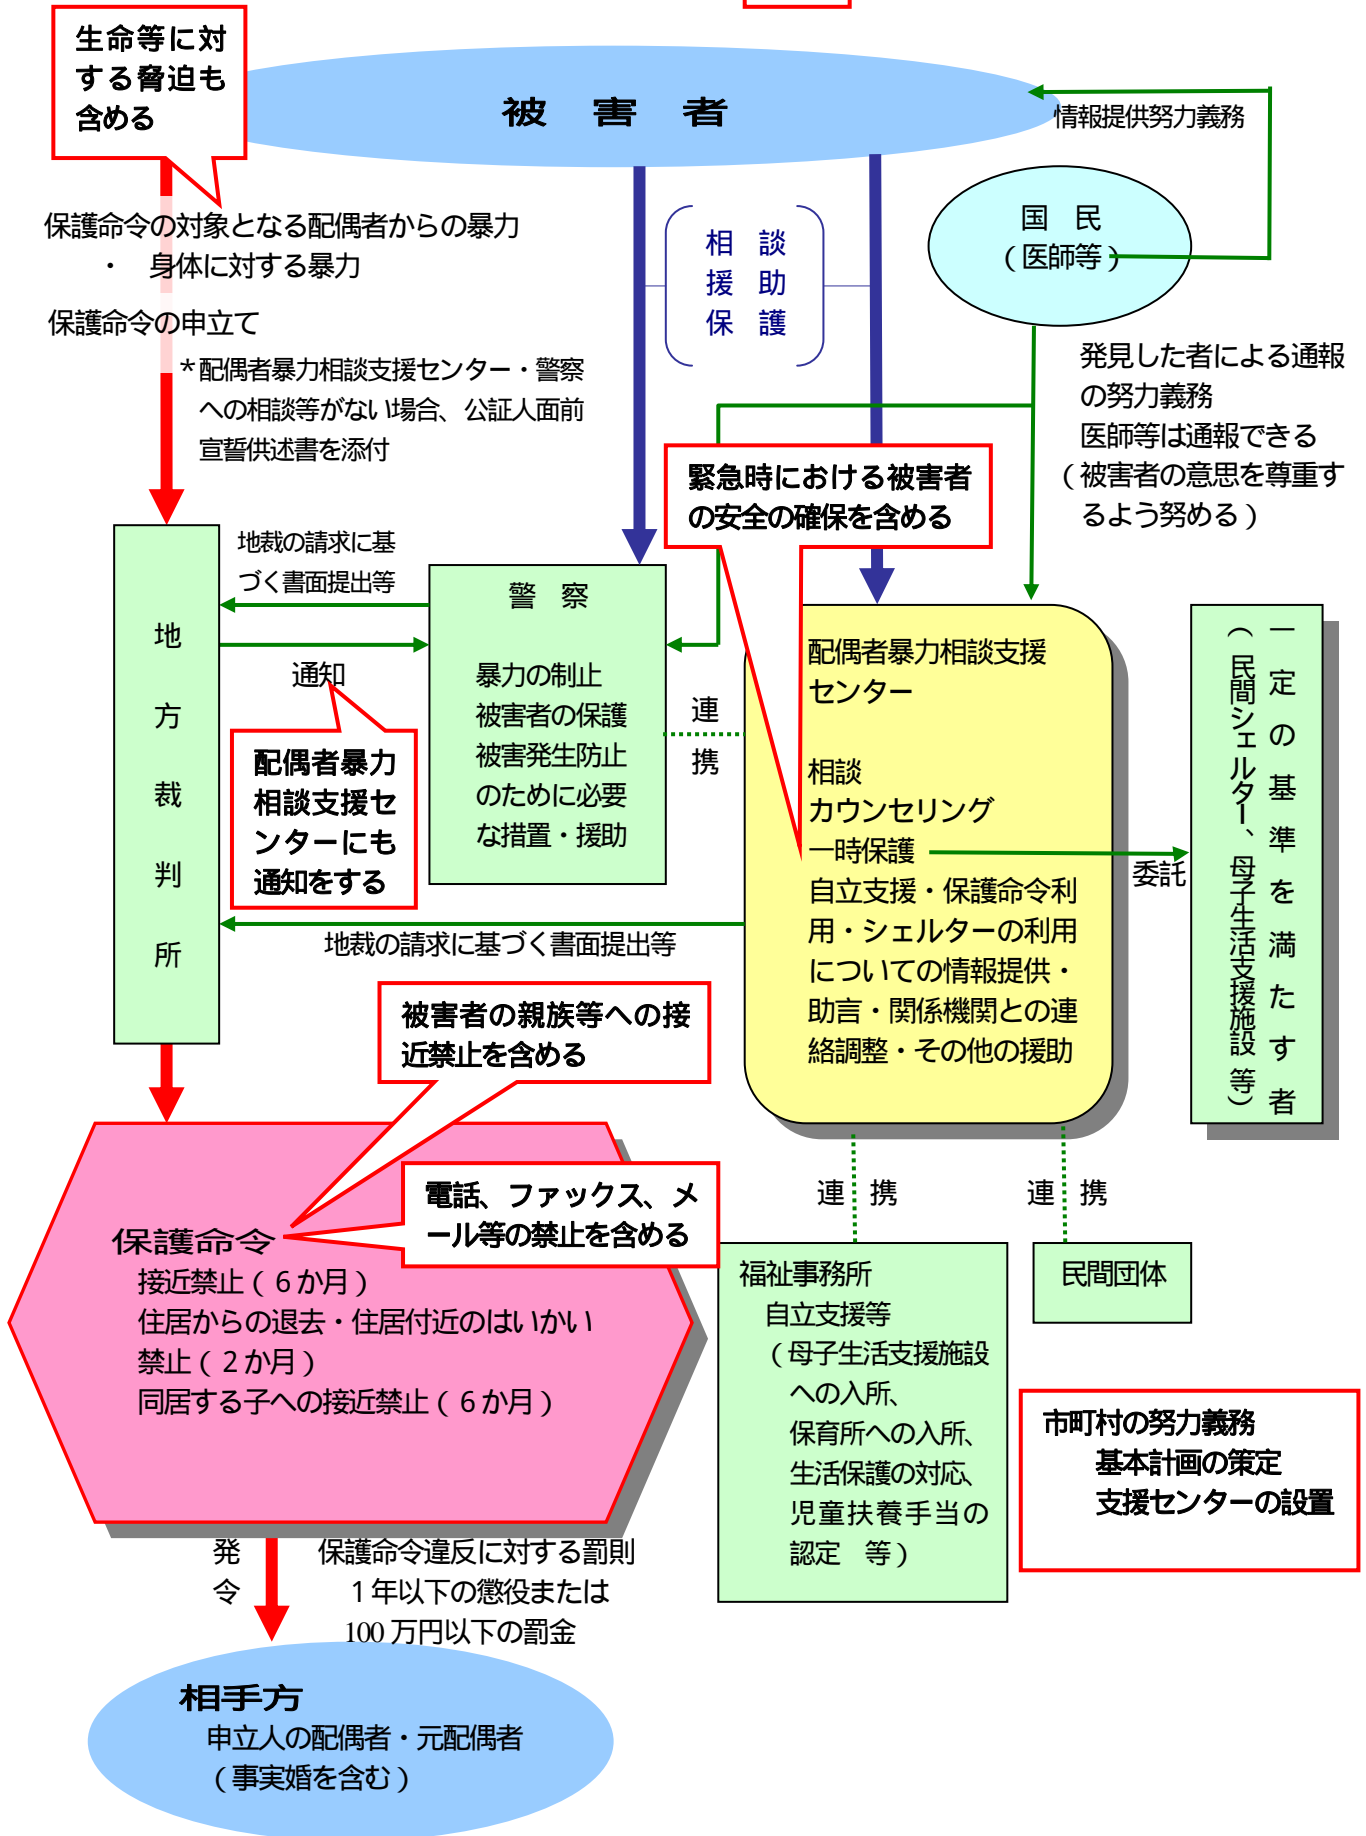 生命等に対
する脅迫も
含める
被 害 者
情報提供努力義務
国 民
（医師等）
保護命令の対象となる配偶者からの暴力
・ 身体に対する暴力
保護命令の申立て
＊配偶者暴力相談支援センター・警察
への相談等がない場合、公証人面前
宣誓供述書を添付
相 談
援 助
保 護
発見した者による通報
の努力義務
医師等は通報できる
（被害者の意思を尊重す
るよう努める）
緊急時における被害者
の安全の確保を含める
地裁の請求に基
づく書面提出等
通知
地方裁判所
警 察
暴力の制止
被害者の保護
被害発生防止
のために必要
な措置・援助
連
携
配偶者暴力
相談支援セ
ンターにも
通知をする
配偶者暴力相談支援
センター
相談
カウンセリング
一時保護
自立支援・保護命令利
用・シェルターの利用
についての情報提供・
助言・関係機関との連
絡調整・その他の援助
委託
一定の基準を満たす者
（民間シェルター、母子生活支援施設 等）
地裁の請求に基づく書面提出等
被害者の親族等への接
近禁止を含める
電話、ファックス、メ
ール等の禁止を含める
保護命令
接近禁止（６か月）
住居からの退去・住居付近のはいかい
禁止（２か月）
同居する子への接近禁止（６か月）
連 携
連 携
福祉事務所
自立支援等
（母子生活支援施設
への入所、
保育所への入所、
生活保護の対応、
児童扶養手当の
認定 等）
民間団体
市町村の努力義務
基本計画の策定
支援センターの設置
発
令
保護命令違反に対する罰則
１年以下の懲役または
100 万円以下の罰金
相手方
申立人の配偶者・元配偶者
（事実婚を含む）